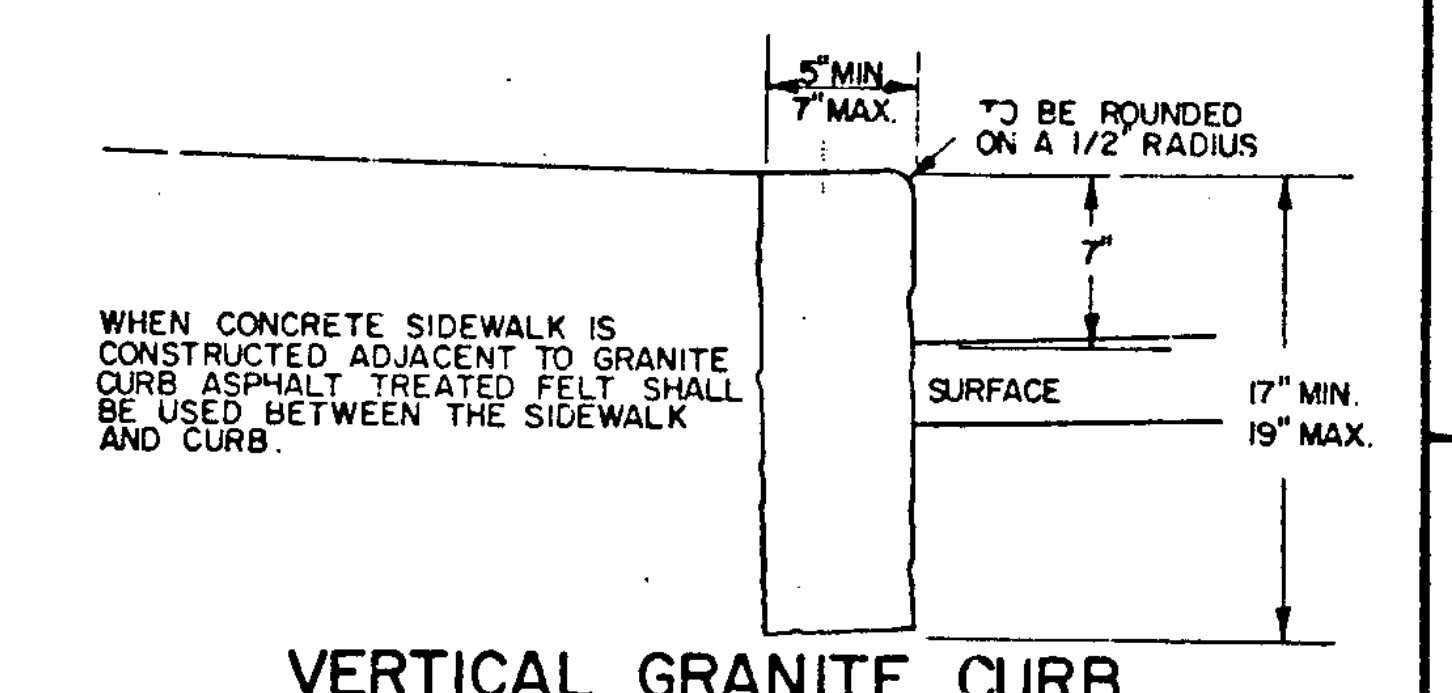 5" MIN.
7" MAX.
TO BE ROUNDED
ON A 1/2" RADIUS
7"
WHEN CONCRETE SIDEWALK IS
CONSTRUCTED ADJACENT TO GRANITE
CURB ASPHALT TREATED FELT SHALL
BE USED BETWEEN THE SIDEWALK
AND CURB.
SURFACE
17" MIN.
19" MAX.
VERTICAL GRANITE CURB